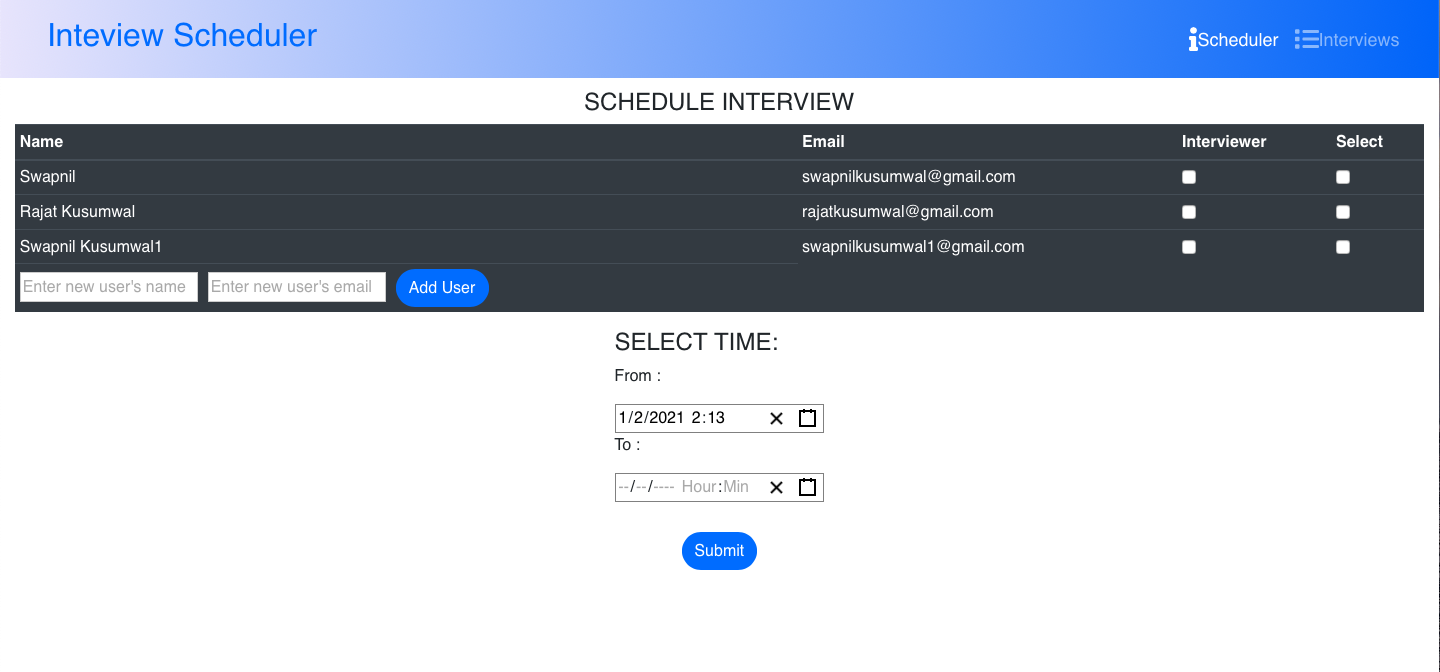 Inteview Scheduler
Scheduler Interviews
SCHEDULE INTERVIEW
Name Email Interviewer Select
Swapnil swapnilkusumwal@gmail.com
Rajat Kusumwal rajatkusumwal@gmail.com
Swapnil Kusumwal1 swapnilkusumwal1@gmail.com
Enter new user's name Enter new user's email Add User
SELECT TIME:
From :
1/2/2021 2:13
To :
--/--/---- Hour:Min
Submit